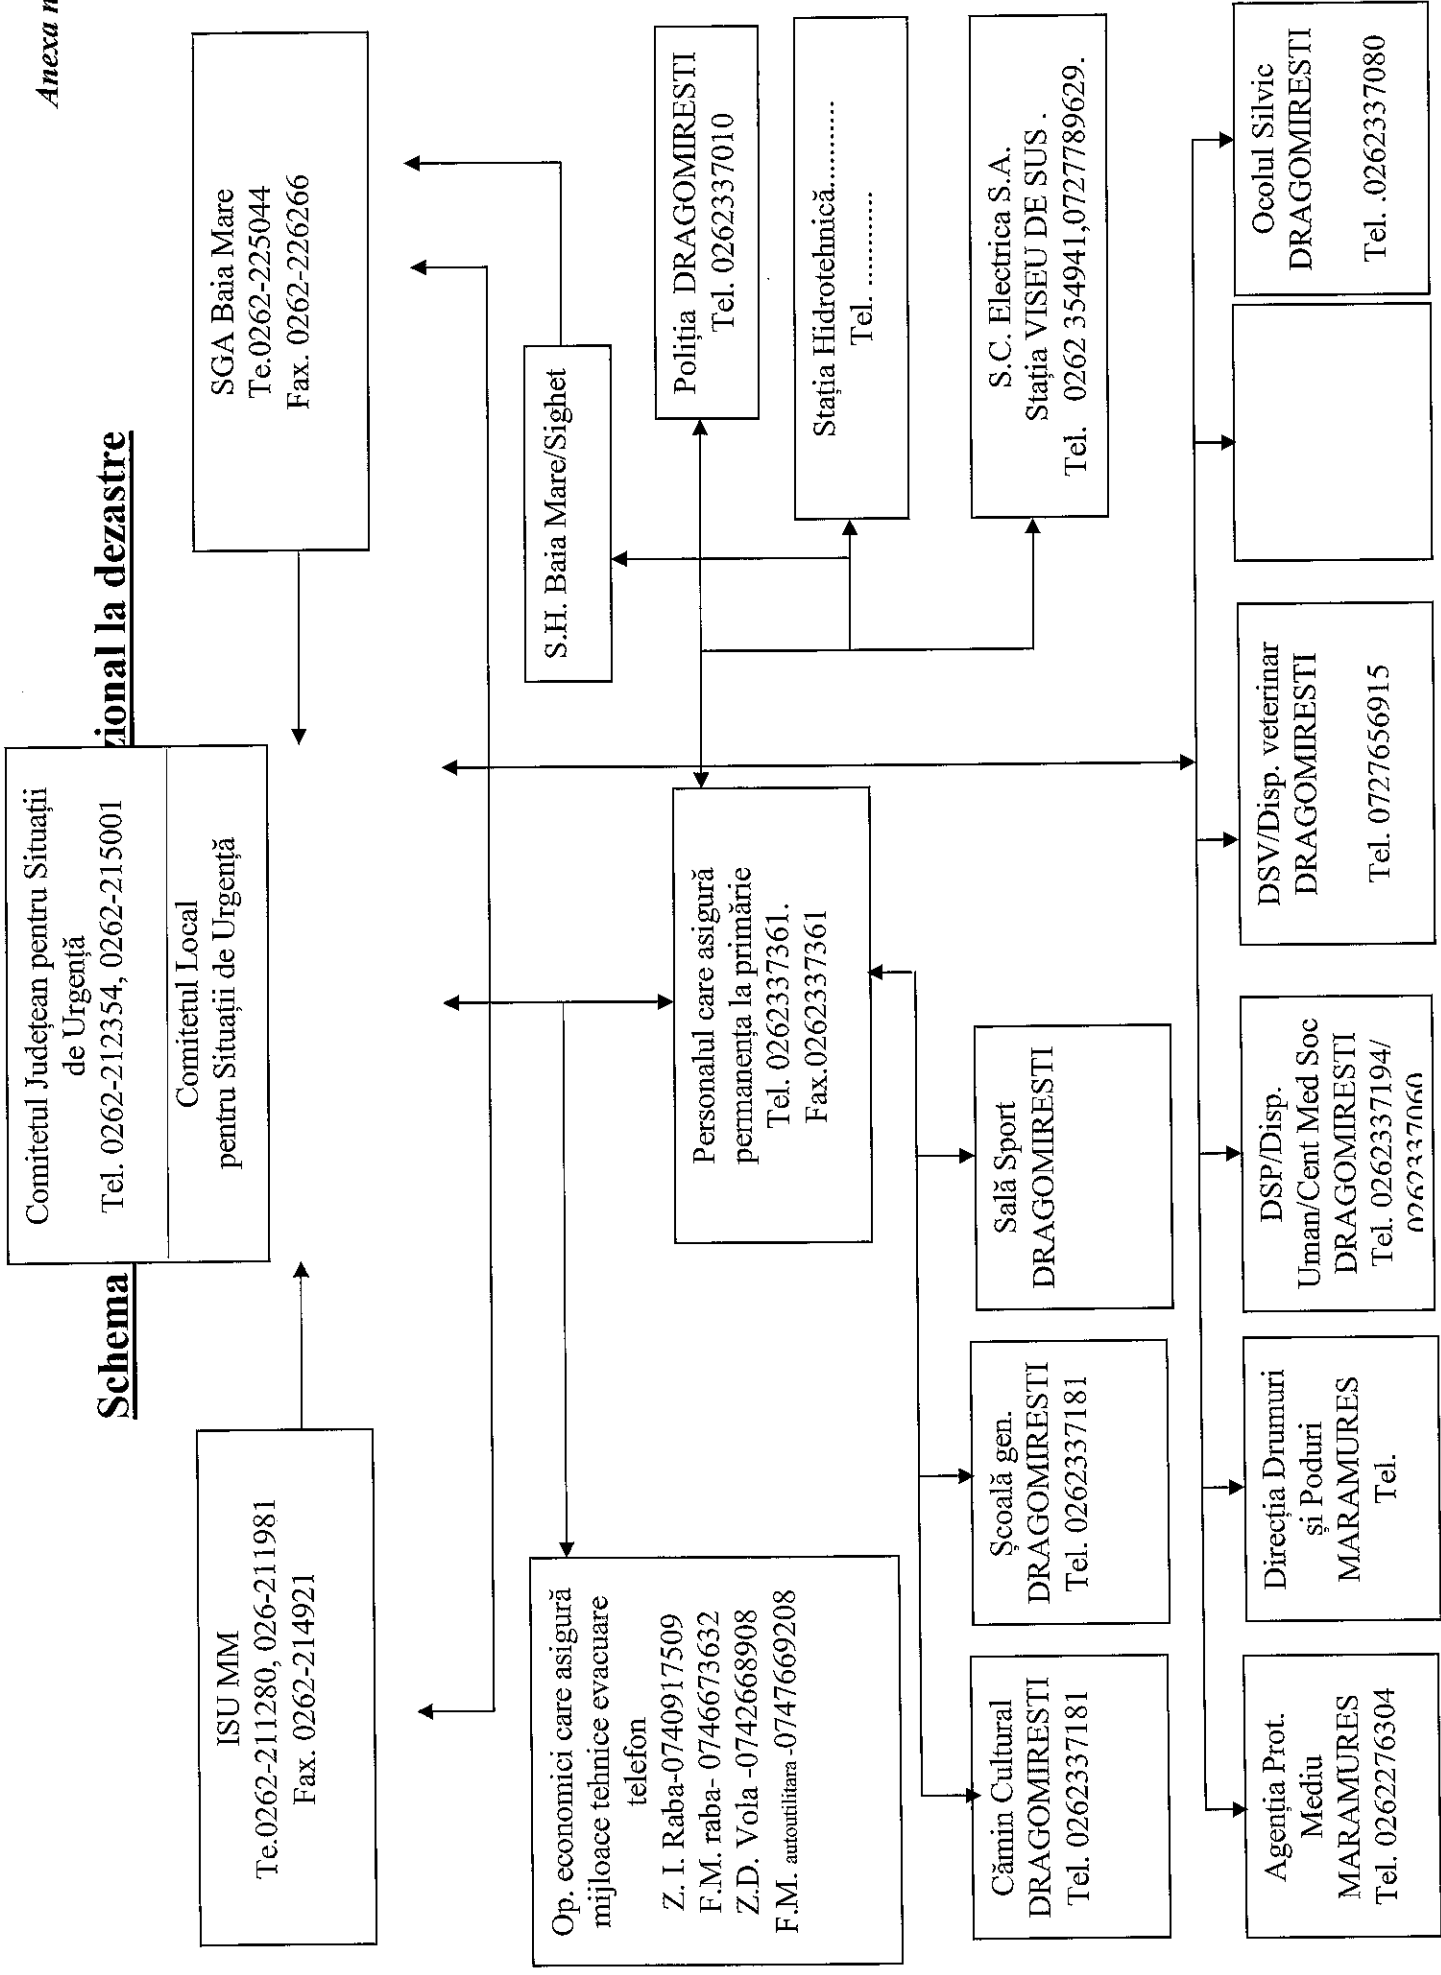 Anexa n
Schema
zional la dezastre
Comitetul Județean pentru Situații
de Urgență
Tel. 0262-212354, 0262-215001
Comitetul Local
pentru Situații de Urgență
ISU MM
Te.0262-211280, 026-211981
Fax. 0262-214921
SGA Baia Mare
Te.0262-225044
Fax. 0262-226266
S.H. Baia Mare/Sighet
Op. economici care asigură
mijloace tehnice evacuare
telefon
Z. I. Raba-0740917509
F.M. raba- 0746673632
Z.D. Vola -0742668908
F.M. autoutilitara -0747669208
Personalul care asigură
permanența la primărie
Tel. 0262337361.
Fax.0262337361
Poliția DRAGOMIRESTI
Tel. 0262337010
Stația Hidrotehnică............
Tel. ............
S.C. Electrica S.A.
Stația VISEU DE SUS .
Tel. 0262 354941,0727789629.
Cămin Cultural
DRAGOMIRESTI
Tel. 0262337181
Școală gen.
DRAGOMIRESTI
Tel. 0262337181
Sală Sport
DRAGOMIRESTI
Agenția Prot.
Mediu
MARAMURES
Tel. 0262276304
Direcția Drumuri
și Poduri
MARAMURES
Tel.
DSP/Disp.
Uman/Cent Med Soc
DRAGOMIRESTI
Tel. 0262337194/
0262337060
DSV/Disp. veterinar
DRAGOMIRESTI
Tel. 0727656915
Ocolul Silvic
DRAGOMIRESTI
Tel. .0262337080